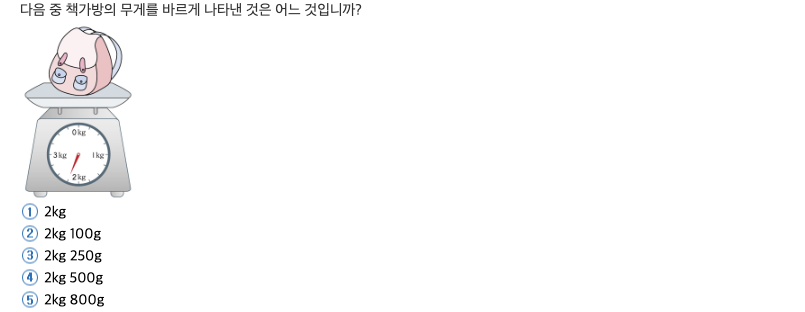 다음 중 책가방의 무게를 바르게 나타낸 것은 어느 것입니까?
0kg
3kg 1kg
2kg
① 2kg
② 2kg 100g
③ 2kg 250g
④ 2kg 500g
⑤ 2kg 800g